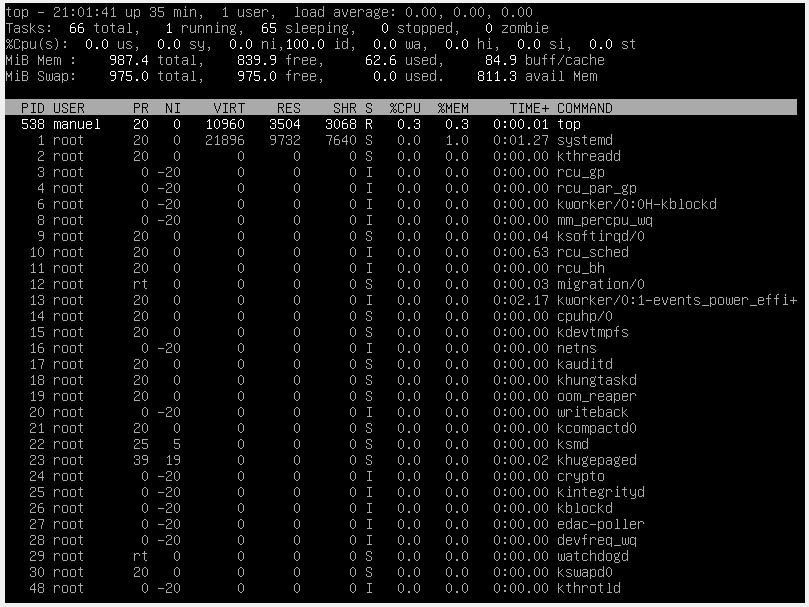 top - 21:01:41 up 35 min,  1 user,  load average: 0.00, 0.00, 0.00
Tasks:  66 total,   1 running,  65 sleeping,   0 stopped,   0 zombie
%Cpu(s):  0.0 us,  0.0 sy,  0.0 ni,100.0 id,  0.0 wa,  0.0 hi,  0.0 si,  0.0 st
MiB Mem :    987.4 total,    839.9 free,     62.6 used,     84.9 buff/cache
MiB Swap:    975.0 total,    975.0 free,      0.0 used.    811.3 avail Mem
  PID USER      PR  NI    VIRT    RES    SHR S  %CPU  %MEM     TIME+ COMMAND
  538 manuel    20   0   10960   3504   3068 R   0.3   0.3   0:00.01 top
    1 root      20   0   21896   9732   7640 S   0.0   1.0   0:01.27 systemd
    2 root      20   0       0      0      0 S   0.0   0.0   0:00.00 kthreadd
    3 root       0 -20       0      0      0 I   0.0   0.0   0:00.00 rcu_gp
    4 root       0 -20       0      0      0 I   0.0   0.0   0:00.00 rcu_par_gp
    6 root       0 -20       0      0      0 I   0.0   0.0   0:00.00 kworker/0:0H-kblockd
    8 root       0 -20       0      0      0 I   0.0   0.0   0:00.00 mm_percpu_wq
    9 root      20   0       0      0      0 S   0.0   0.0   0:00.04 ksoftirqd/0
   10 root      20   0       0      0      0 I   0.0   0.0   0:00.63 rcu_sched
   11 root      20   0       0      0      0 I   0.0   0.0   0:00.00 rcu_bh
   12 root      rt   0       0      0      0 S   0.0   0.0   0:00.03 migration/0
   13 root      20   0       0      0      0 I   0.0   0.0   0:02.17 kworker/0:1-events_power_effi+
   14 root      20   0       0      0      0 S   0.0   0.0   0:00.00 cpuhp/0
   15 root      20   0       0      0      0 S   0.0   0.0   0:00.00 kdevtmpfs
   16 root       0 -20       0      0      0 I   0.0   0.0   0:00.00 netns
   17 root      20   0       0      0      0 S   0.0   0.0   0:00.00 kauditd
   18 root      20   0       0      0      0 S   0.0   0.0   0:00.00 khungtaskd
   19 root      20   0       0      0      0 S   0.0   0.0   0:00.00 oom_reaper
   20 root       0 -20       0      0      0 I   0.0   0.0   0:00.00 writeback
   21 root      20   0       0      0      0 S   0.0   0.0   0:00.00 kcompactd0
   22 root      25   5       0      0      0 S   0.0   0.0   0:00.00 ksmd
   23 root      39  19       0      0      0 S   0.0   0.0   0:00.02 khugepaged
   24 root       0 -20       0      0      0 I   0.0   0.0   0:00.00 crypto
   25 root       0 -20       0      0      0 I   0.0   0.0   0:00.00 kintegrityd
   26 root       0 -20       0      0      0 I   0.0   0.0   0:00.00 kblockd
   27 root       0 -20       0      0      0 I   0.0   0.0   0:00.00 edac-poller
   28 root       0 -20       0      0      0 I   0.0   0.0   0:00.00 devfreq_wq
   29 root      rt   0       0      0      0 S   0.0   0.0   0:00.00 watchdogd
   30 root      20   0       0      0      0 S   0.0   0.0   0:00.00 kswapd0
   48 root       0 -20       0      0      0 I   0.0   0.0   0:00.00 kthrotld